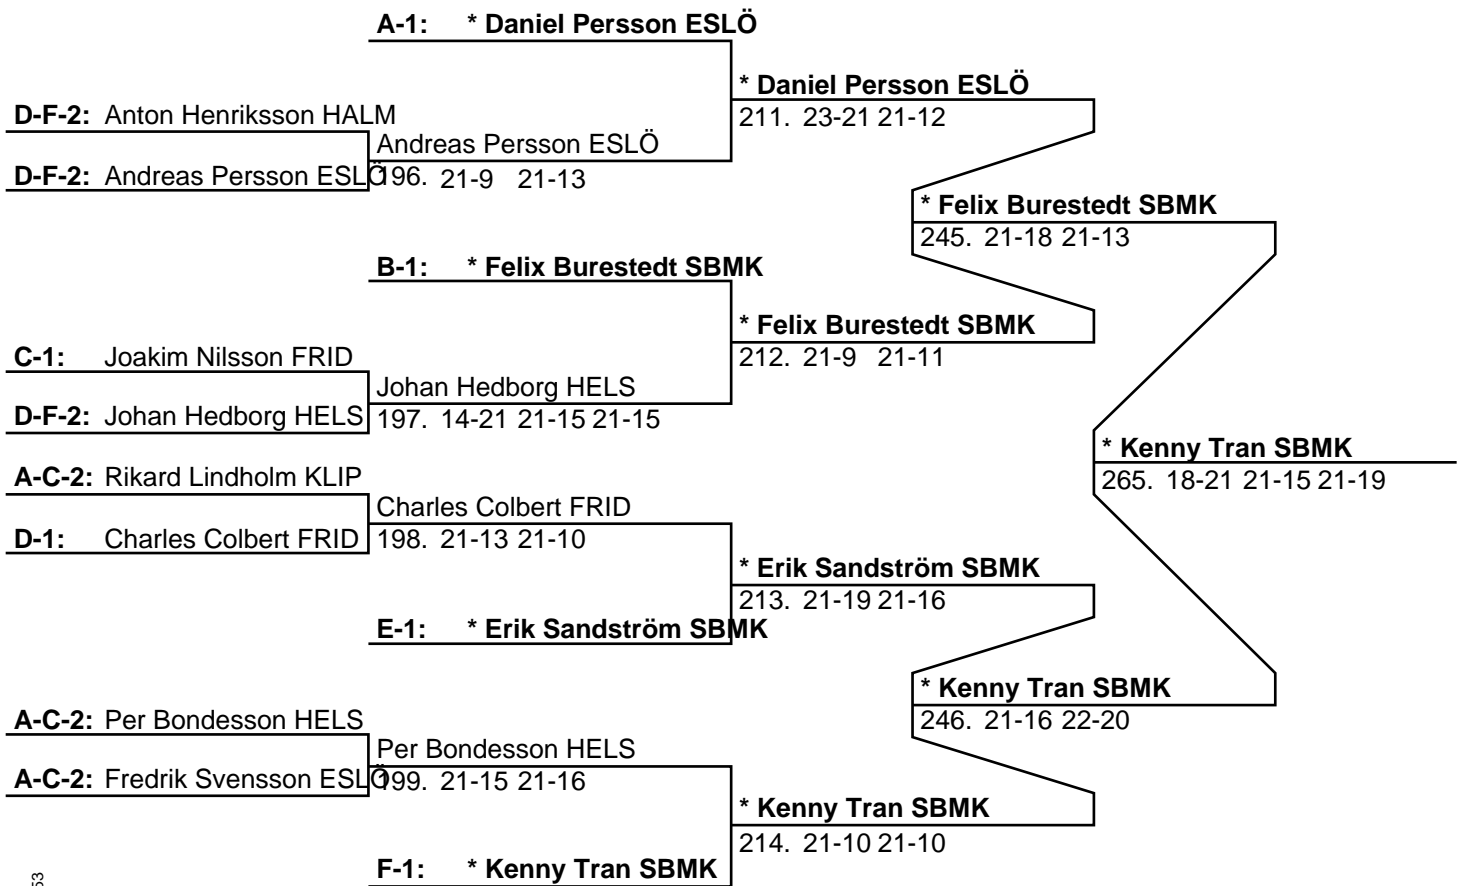 A-1: * Daniel Persson ESLÖ
* Daniel Persson ESLÖ
D-F-2: Anton Henriksson HALM
211. 23-21 21-12
Andreas Persson ESLÖ
D-F-2: Andreas Persson ESLÖ
196. 21-9 21-13
* Felix Burestedt SBMK
245. 21-18 21-13
B-1: * Felix Burestedt SBMK
* Felix Burestedt SBMK
C-1: Joakim Nilsson FRID
212. 21-9 21-11
Johan Hedborg HELS
D-F-2: Johan Hedborg HELS
197. 14-21 21-15 21-15
* Kenny Tran SBMK
A-C-2: Rikard Lindholm KLIP
265. 18-21 21-15 21-19
Charles Colbert FRID
D-1: Charles Colbert FRID
198. 21-13 21-10
* Erik Sandström SBMK
213. 21-19 21-16
E-1: * Erik Sandström SBMK
* Kenny Tran SBMK
A-C-2: Per Bondesson HELS
246. 21-16 22-20
Per Bondesson HELS
A-C-2: Fredrik Svensson ESLÖ
199. 21-15 21-16
* Kenny Tran SBMK
214. 21-10 21-10
F-1: * Kenny Tran SBMK
53